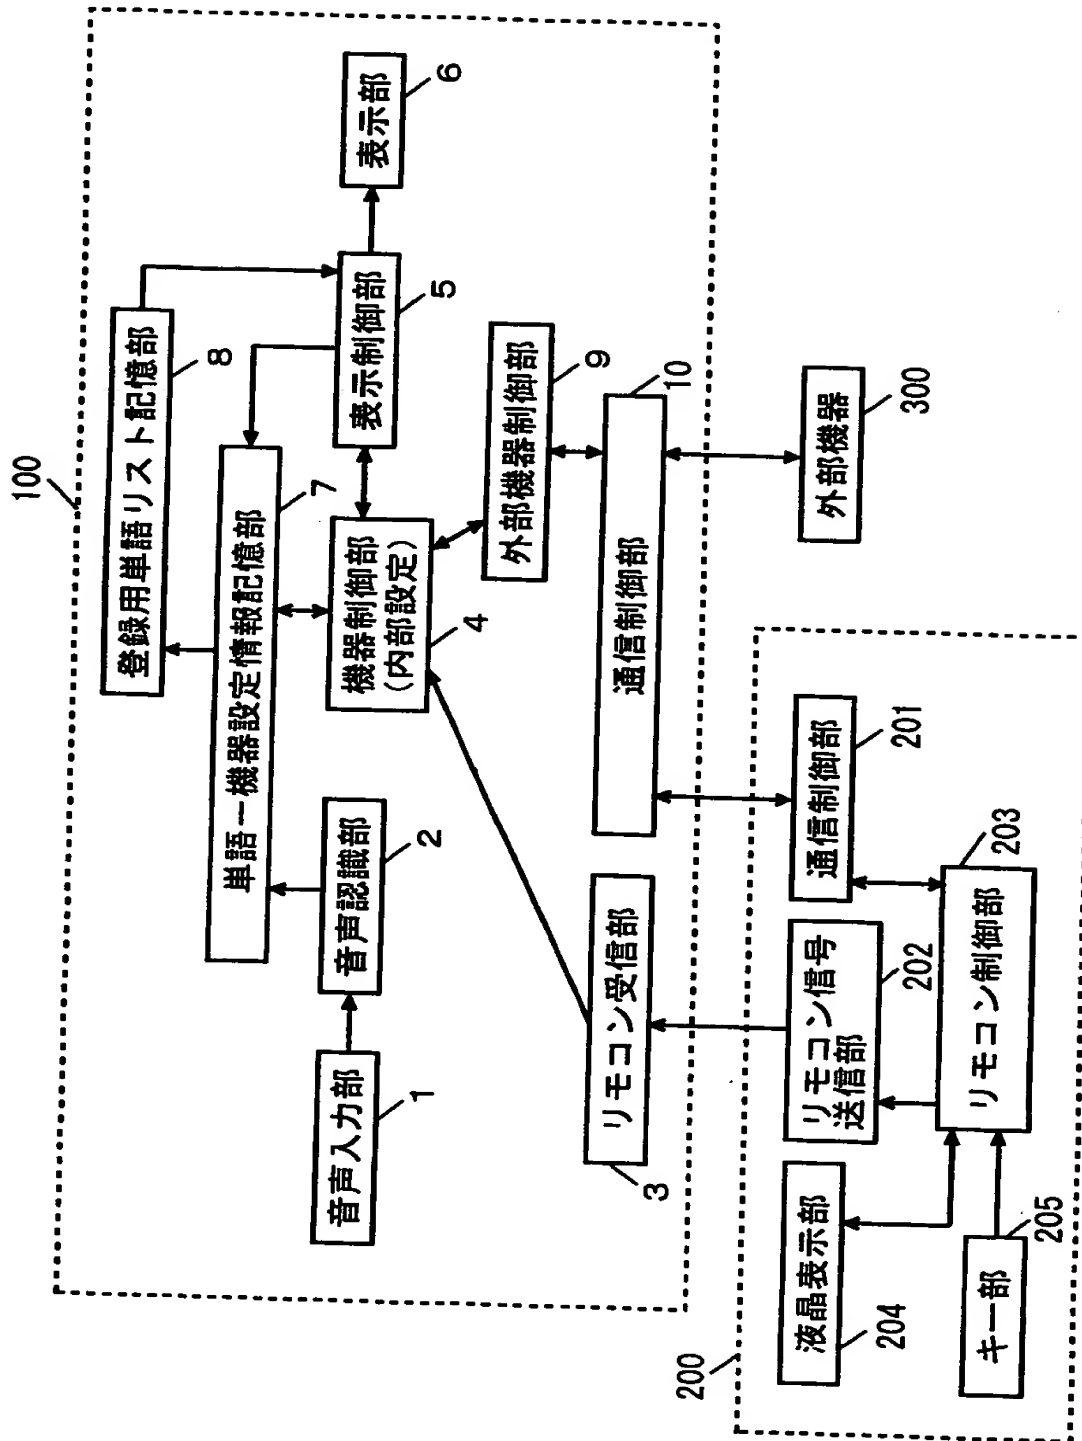 100
登録用単語リスト記憶部
8
単語ー機器設定情報記憶部
7
音声入力部
1
音声認識部
2
機器制御部
(内部設定)
4
表示制御部
5
表示部
6
外部機器制御部
9
リモコン受信部
3
通信制御部
10
外部機器
300
200
液晶表示部
204
リモコン信号
送信部
202
通信制御部
201
リモコン制御部
203
キー部
205